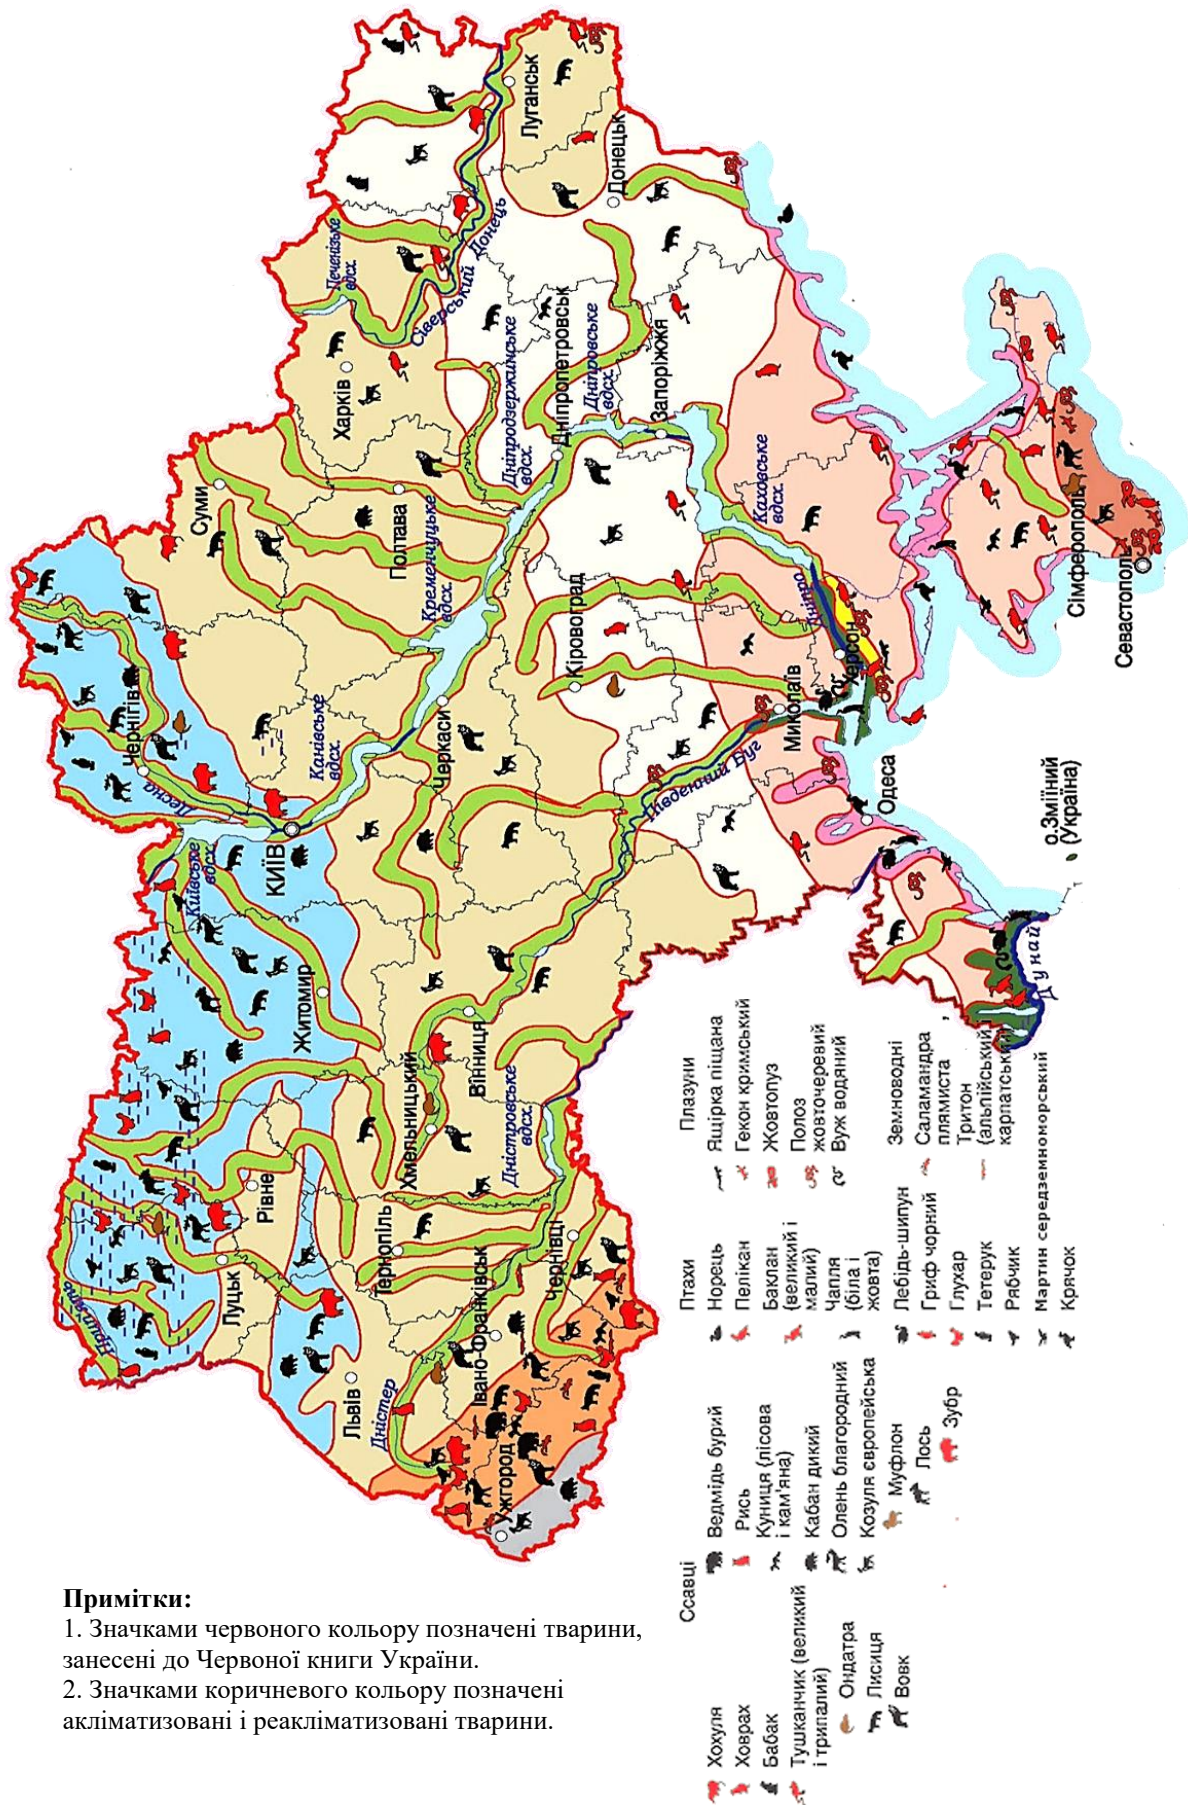 Луганськ
Донецьк
Печенізьке
вдсх.
Сіверський Донець
Харків
Дніпродзержинське
вдсх.
Дніпропетровськ
Дніпровське
вдсх.
Запоріжжя
Суми
Полтава
Кременчуцьке
вдсх.
Каховське
вдсх.
Кіровоград
Дніпро
Херсон
Миколаїв
Сімферополь
Севастополь
Чернігів
Десна
Канівське
вдсх.
Черкаси
Південний Буг
Одеса
о.Зміїний
(Україна)
Київське
вдсх.
КИЇВ
Житомир
Вінниця
Хмельницький
Дністровське
вдсх.
Дунай
Рівне
Луцьк
Прип'ять
Тернопіль
Чернівці
Івано-Франківськ
Львів
Дністер
Ужгород
Примітки:
1. Значками червоного кольору позначені тварини,
занесені до Червоної книги України.
2. Значками коричневого кольору позначені
акліматизовані і реакліматизовані тварини.
Ссавці
Хохуля
Ховрах
Бабак
Тушканчик (великий
і трипалий)
Ондатра
Лисиця
Вовк
Ведмідь бурий
Рись
Куниця (лісова
і кам'яна)
Кабан дикий
Олень благородний
Козуля європейська
Муфлон
Лось
Зубр
Птахи
Норець
Пелікан
Баклан
(великий і
малий)
Чапля
(біла і
жовта)
Лебідь-шипун
Гриф чорний
Глухар
Тетерук
Рябчик
Мартин середземноморський
Крячок
Плазуни
Ящірка піщана
Гекон кримський
Жовтопуз
Полоз
жовточеревий
Вуж водяний
Земноводні
Саламандра
плямиста
Тритон
(альпійський,
карпатський)